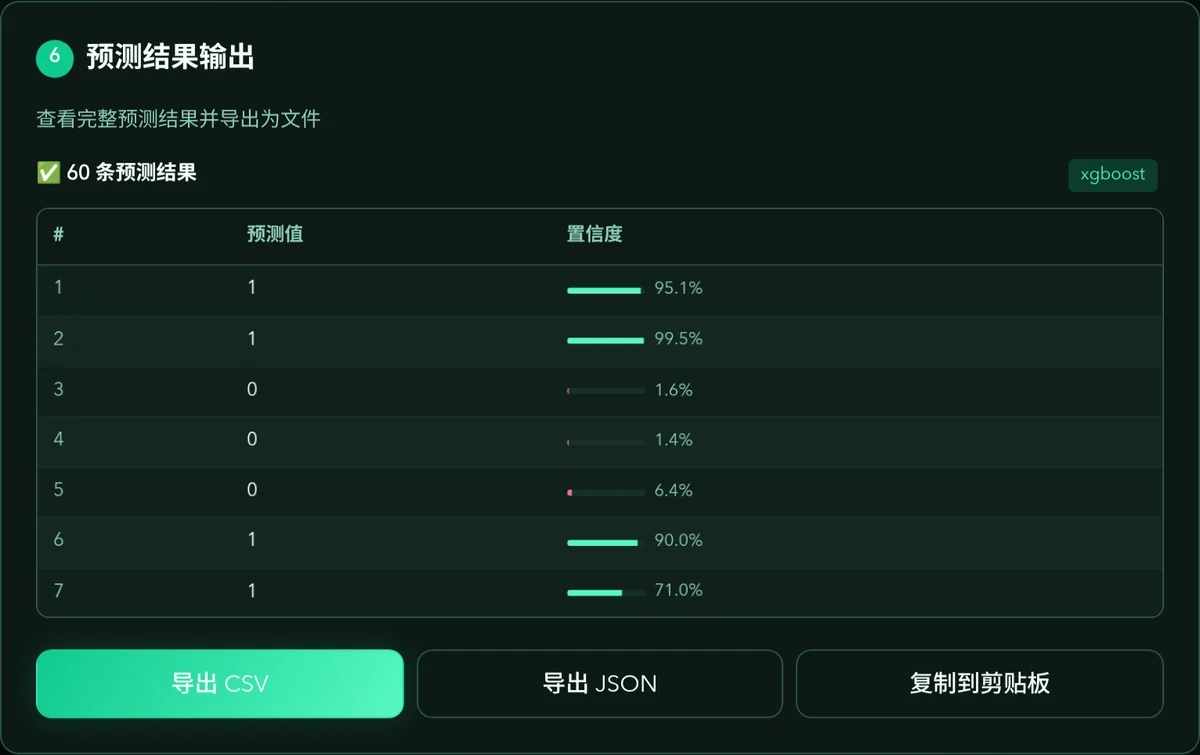 6 预测结果输出
查看完整预测结果并导出为文件
✅ 60 条预测结果
xgboost
# 预测值 置信度
1 1 95.1%
2 1 99.5%
3 0 1.6%
4 0 1.4%
5 0 6.4%
6 1 90.0%
7 1 71.0%
导出 CSV 导出 JSON 复制到剪贴板